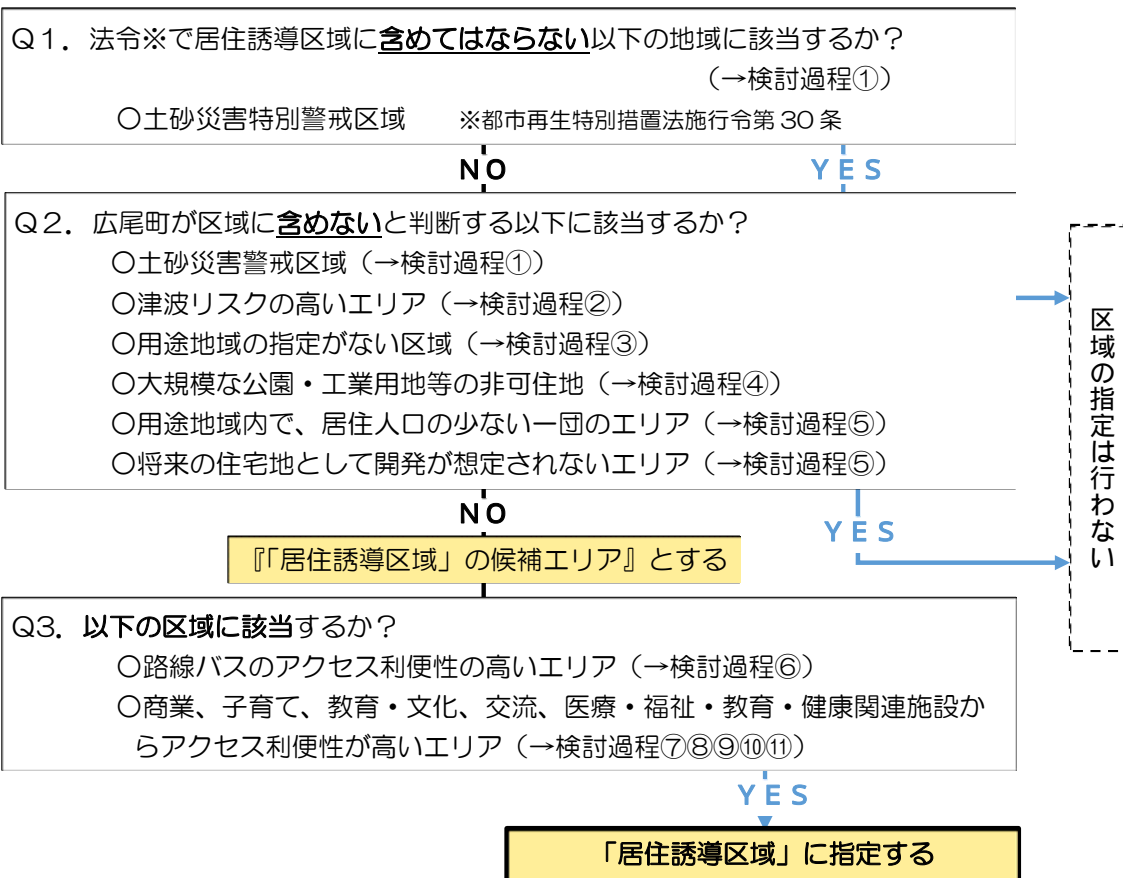 Q1．法令※で居住誘導区域に含めてはならない以下の地域に該当するか？
（→検討過程①）
○土砂災害特別警戒区域　※都市再生特別措置法施行令第30条
NO
YES
Q2．広尾町が区域に含めないと判断する以下に該当するか？
○土砂災害警戒区域（→検討過程①）
○津波リスクの高いエリア（→検討過程②）
○用途地域の指定がない区域（→検討過程③）
○大規模な公園・工業用地等の非可住地（→検討過程④）
○用途地域内で、居住人口の少ない一団のエリア（→検討過程⑤）
○将来の住宅地として開発が想定されないエリア（→検討過程⑤）
区域の指定は行わない
NO
YES
『「居住誘導区域」の候補エリア』とする
Q3．以下の区域に該当するか？
○路線バスのアクセス利便性の高いエリア（→検討過程⑥）
○商業、子育て、教育・文化、交流、医療・福祉・教育・健康関連施設か
らアクセス利便性が高いエリア（→検討過程⑦⑧⑨⑩⑪）
YES
「居住誘導区域」に指定する